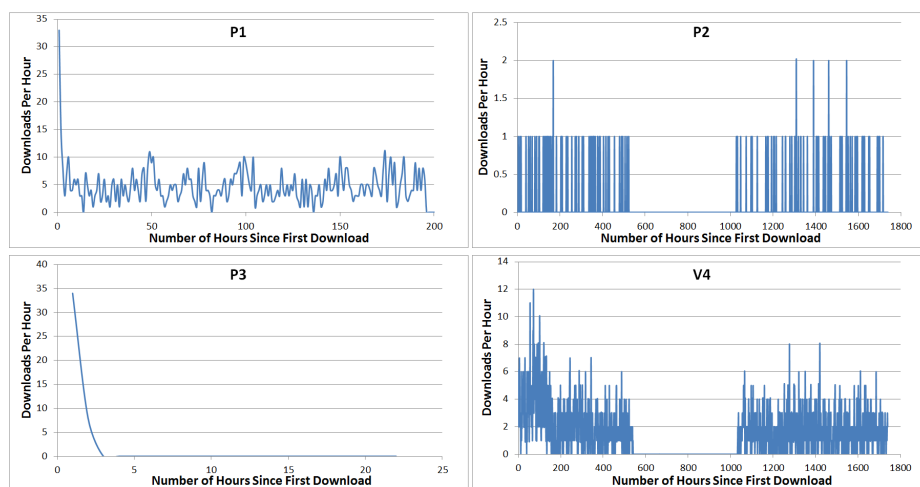 P1
Downloads Per Hour
35
30
25
20
15
10
5
0
0 50 100 150 200
Number of Hours Since First Download
P2
Downloads Per Hour
2.5
2
1.5
1
0.5
0
0 200 400 600 800 1000 1200 1400 1600 1800
Number of Hours Since First Download
P3
Downloads Per Hour
40
35
30
25
20
15
10
5
0
0 5 10 15 20 25
Number of Hours Since First Download
V4
Downloads Per Hour
14
12
10
8
6
4
2
0
0 200 400 600 800 1000 1200 1400 1600 1800
Number of Hours Since First Download